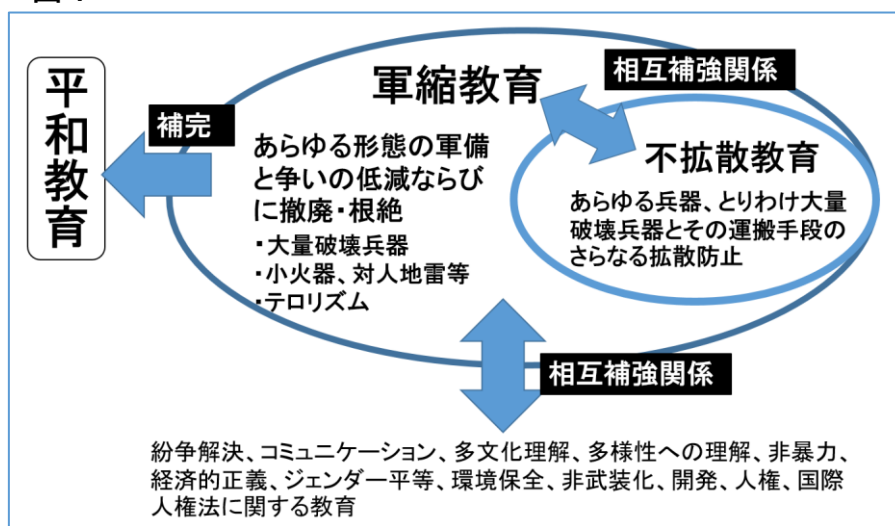 平和教育
補完
軍縮教育
あらゆる形態の軍備
と争いの低減ならび
に撤廃・根絶
・大量破壊兵器
・小火器、対人地雷等
・テロリズム
相互補強関係
不拡散教育
あらゆる兵器、とりわけ大量
破壊兵器とその運搬手段の
さらなる拡散防止
相互補強関係
紛争解決、コミュニケーション、多文化理解、多様性への理解、非暴力、
経済的正義、ジェンダー平等、環境保全、非武装化、開発、人権、国際
人権法に関する教育